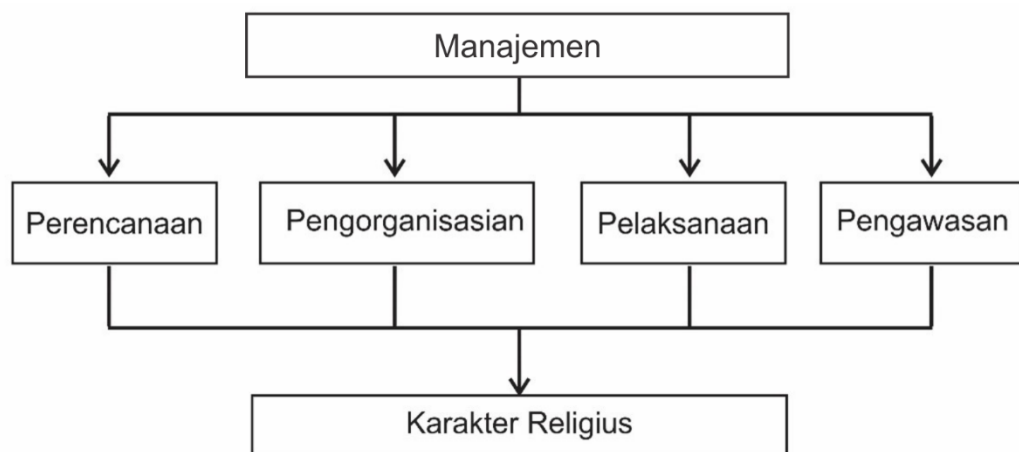 Manajemen
Perencanaan
Pengorganisasian
Pelaksanaan
Pengawasan
Karakter Religius